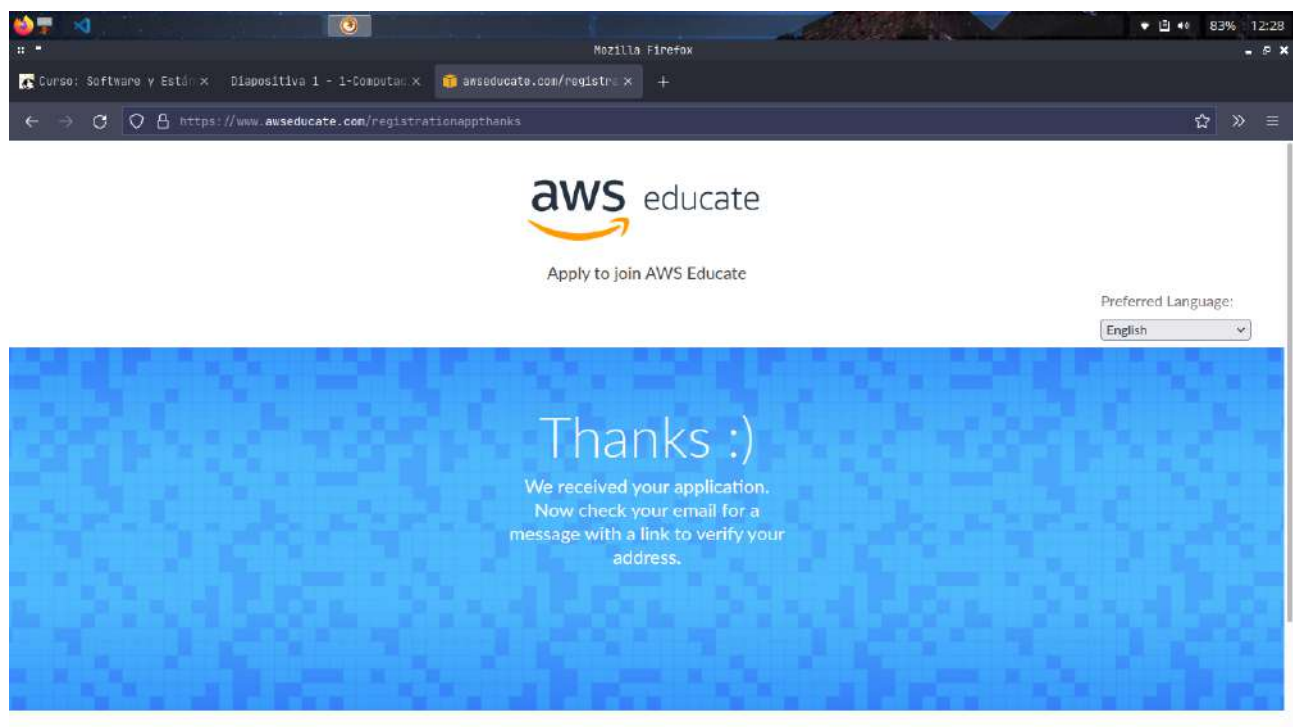 83% 12:28
Mozilla Firefox
Curso: Software y Están Diapositiva 1 - 1-Computac awseducate.com/registra
https://www.awseducate.com/registrationappthanks
aws educate
Apply to join AWS Educate
Preferred Language:
English
Thanks :)
We received your application.
Now check your email for a
message with a link to verify your
address.